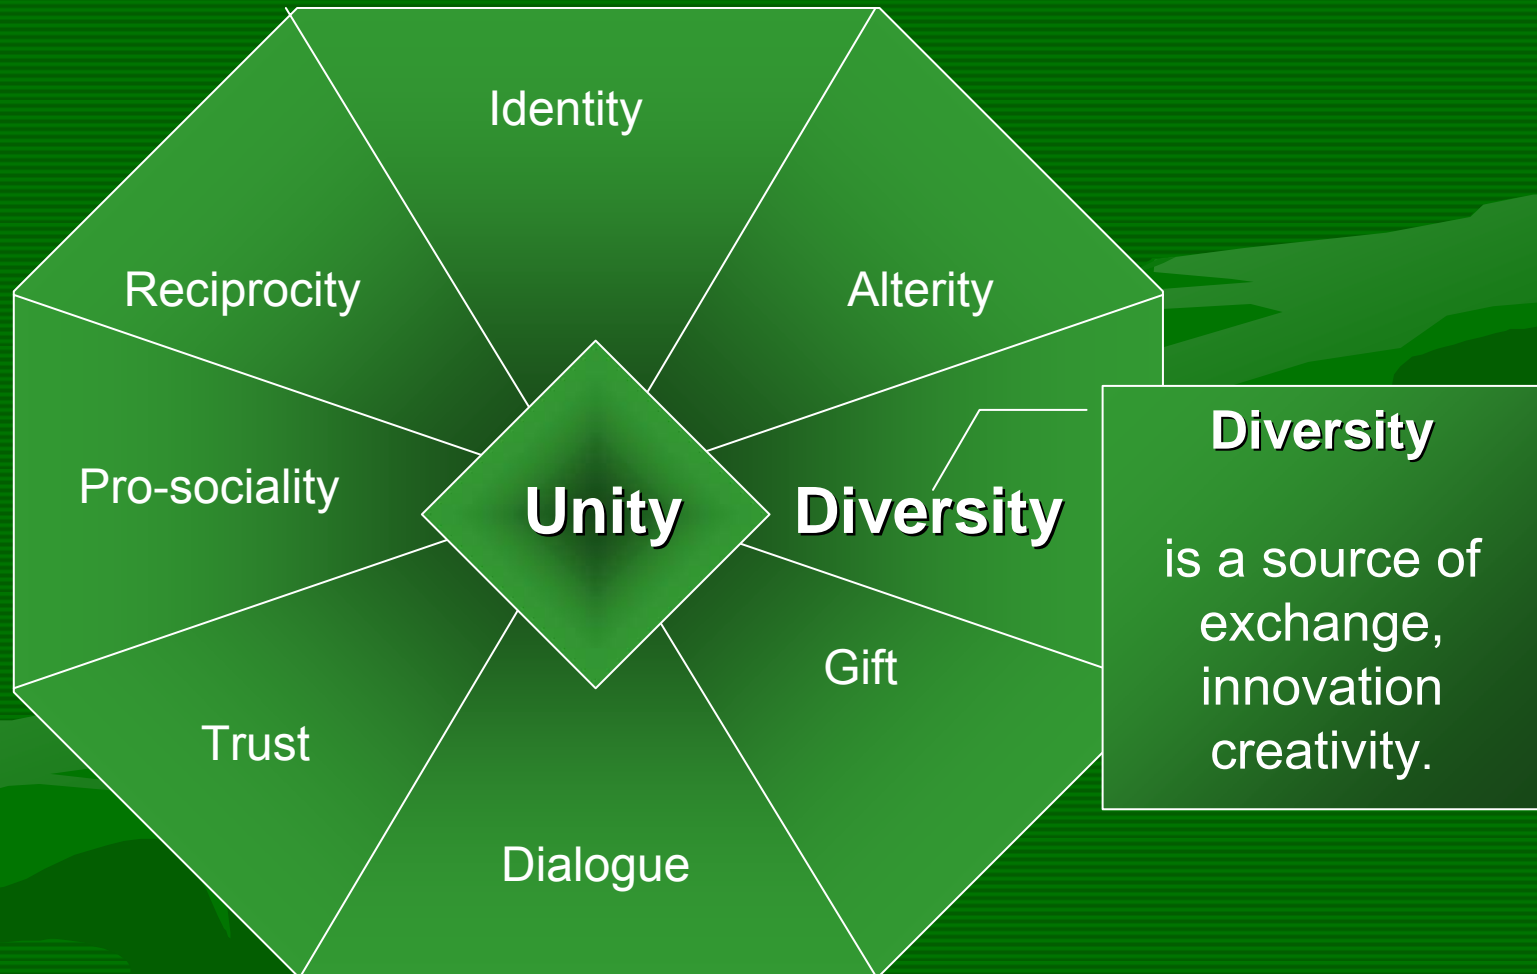 Identity
Reciprocity
Alterity
Pro-sociality
Unity
Diversity
Gift
Trust
Dialogue
Diversity
is a source of
exchange,
innovation
creativity.